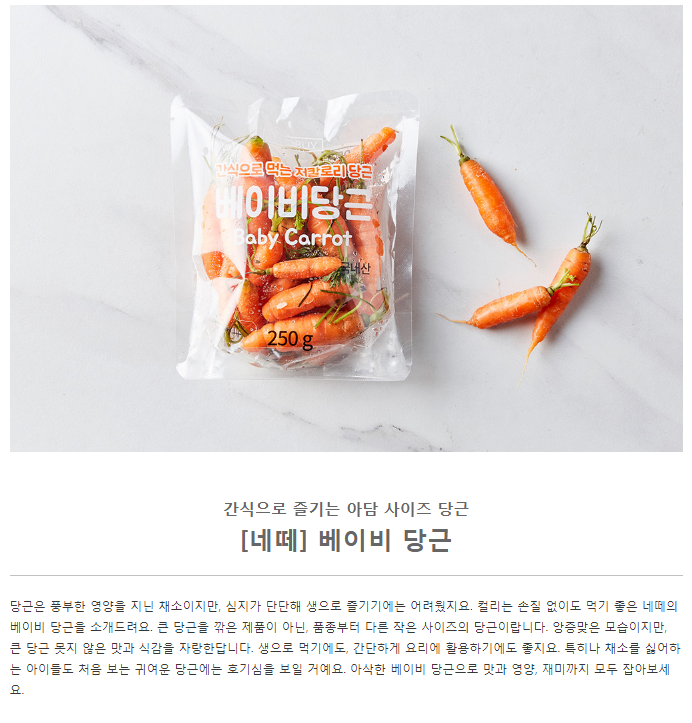 간식으로 먹는 저칼로리 당근
베이비당근
Baby Carrot
국내산
250 g
간식으로 즐기는 아담 사이즈 당근
[네떼] 베이비 당근
당근은 풍부한 영양을 지닌 채소이지만, 심지가 단단해 생으로 즐기기에는 어려웠지요. 컬리는 손질 없이도 먹기 좋은 네떼의
베이비 당근을 소개드려요. 큰 당근을 깎은 제품이 아닌, 품종부터 다른 작은 사이즈의 당근이랍니다. 앙증맞은 모습이지만,
큰 당근 못지 않은 맛과 식감을 자랑한답니다. 생으로 먹기에도, 간단하게 요리에 활용하기에도 좋지요. 특히나 채소를 싫어하
는 아이들도 처음 보는 귀여운 당근에는 호기심을 보일 거예요. 아삭한 베이비 당근으로 맛과 영양, 재미까지 모두 잡아보세
요.